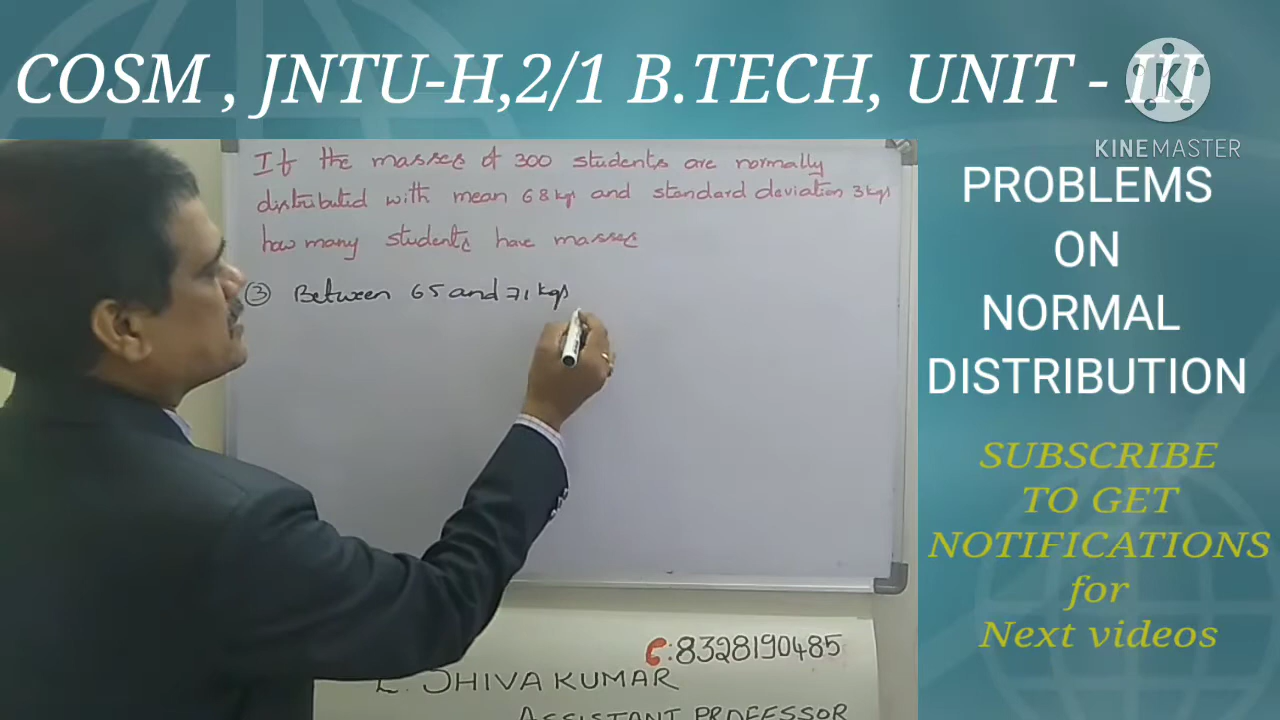 COSM , JNTU-H,2/1 B.TECH, UNIT - III
K
KINEMASTER
If the masses of 300 students are normally
distributed with mean 68 kgs and standard deviation 3 kgs
how many students have masses
③ Between 65 and 71 kgs
PROBLEMS
ON
NORMAL
DISTRIBUTION
SUBSCRIBE
TO GET
NOTIFICATIONS
for
Next videos
:8328190485
SHIVA KUMAR
ASSISTANT PROFESSOR